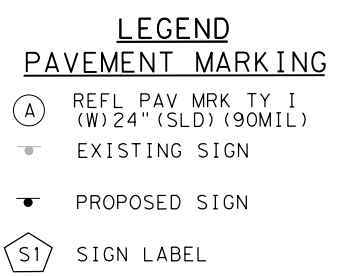 LEGEND
PAVEMENT MARKING
A REFL PAV MRK TY I
(W)24"(SLD)(90MIL)
EXISTING SIGN
PROPOSED SIGN
S1 SIGN LABEL